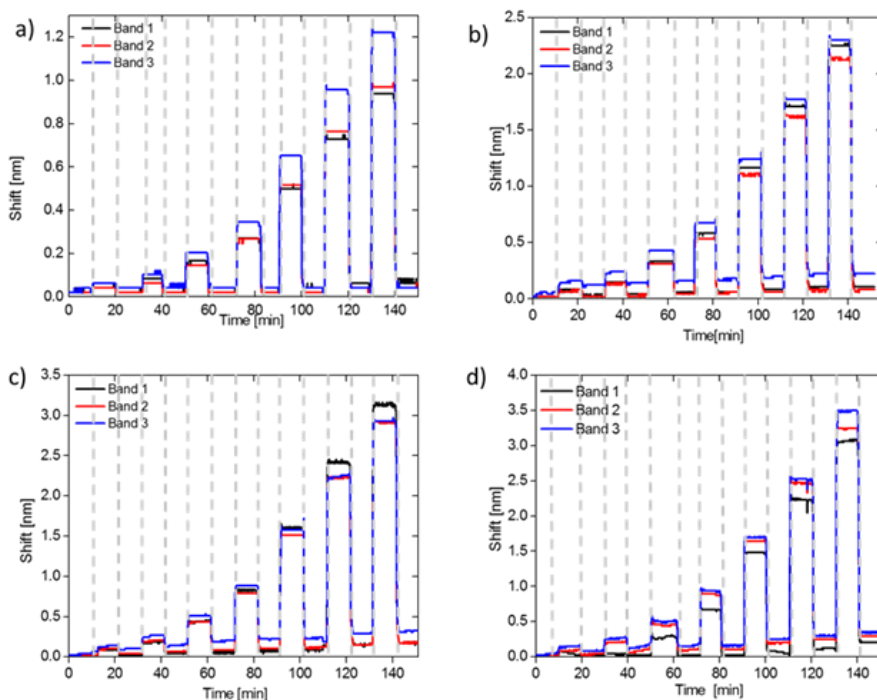 a)
Band 1
Band 2
Band 3
Shift [nm]
1.2
1.0
0.8
0.6
0.4
0.2
0.0
0 20 40 60 80 100 120 140
Time [min]
b)
Band 1
Band 2
Band 3
Shift [nm]
2.5
2.0
1.5
1.0
0.5
0.0
0 20 40 60 80 100 120 140
Time[min]
c)
Band 1
Band 2
Band 3
Shift [nm]
3.5
3.0
2.5
2.0
1.5
1.0
0.5
0.0
0 20 40 60 80 100 120 140
Time [min]
d)
Band 1
Band 2
Band 3
Shift [nm]
4.0
3.5
3.0
2.5
2.0
1.5
1.0
0.5
0.0
0 20 40 60 80 100 120 140
Time [min]